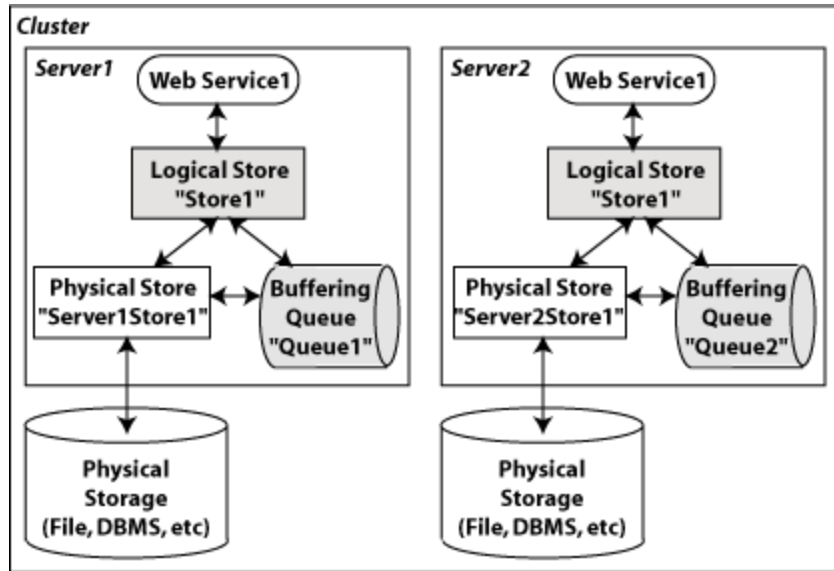 Cluster
Server1
Web Service1
Logical Store
"Store1"
Physical Store
"Server1Store1"
Buffering
Queue
"Queue1"
Physical
Storage
(File, DBMS, etc)
Server2
Web Service1
Logical Store
"Store1"
Physical Store
"Server2Store1"
Buffering
Queue
"Queue2"
Physical
Storage
(File, DBMS, etc)